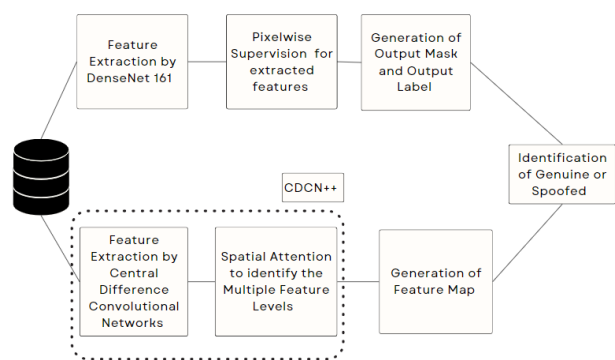 Feature
Extraction by
DenseNet 161
Pixelwise
Supervision for
extracted
features
Generation of
Output Mask
and Output
Label
Identification
of Genuine or
Spoofed
CDCN++
Feature
Extraction by
Central
Difference
Convolutional
Networks
Spatial Attention
to identify the
Multiple Feature
Levels
Generation of
Feature Map